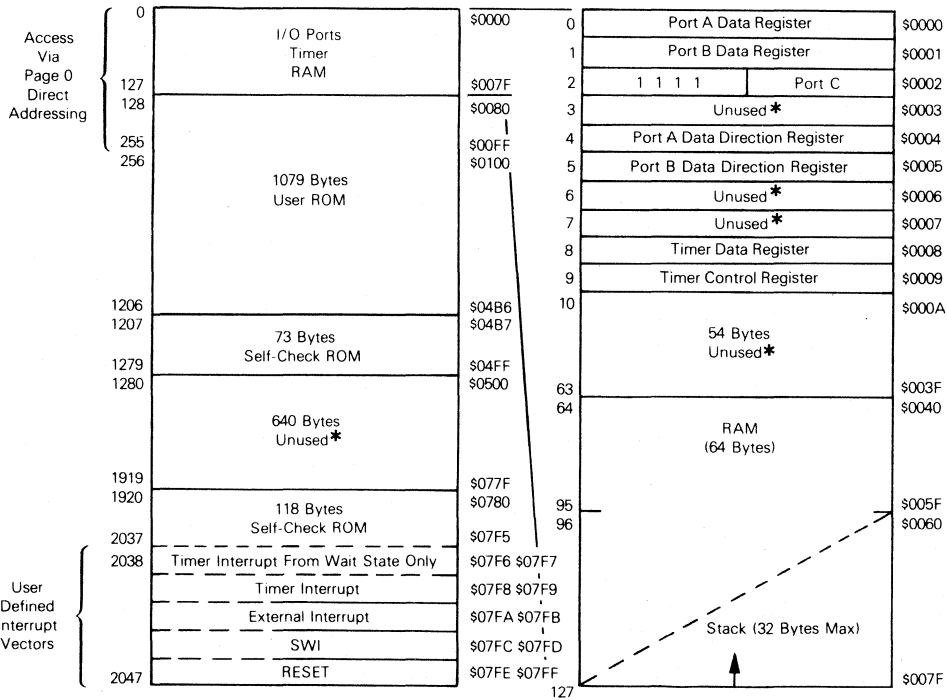 0
$0000
I/O Ports
Timer
RAM
Access
Via
Page 0
Direct
Addressing
127
$007F
128
$0080
255
$00FF
256
$0100
1079 Bytes
User ROM
1206
$04B6
1207
$04B7
73 Bytes
Self-Check ROM
1279
$04FF
1280
$0500
640 Bytes
Unused*
1919
$077F
1920
$0780
118 Bytes
Self-Check ROM
2037
$07F5
2038
Timer Interrupt From Wait State Only
$07F6 $07F7
Timer Interrupt
$07F8 $07F9
External Interrupt
$07FA $07FB
SWI
$07FC $07FD
RESET
$07FE $07FF
2047
User
Defined
nterrupt
Vectors
0 Port A Data Register $0000
1 Port B Data Register $0001
2 1 1 1 1 Port C $0002
3 Unused* $0003
4 Port A Data Direction Register $0004
5 Port B Data Direction Register $0005
6 Unused* $0006
7 Unused* $0007
8 Timer Data Register $0008
9 Timer Control Register $0009
10 $000A
54 Bytes
Unused*
63 $003F
64 $0040
RAM
(64 Bytes)
95 $005F
96 $0060
Stack (32 Bytes Max)
127 $007F